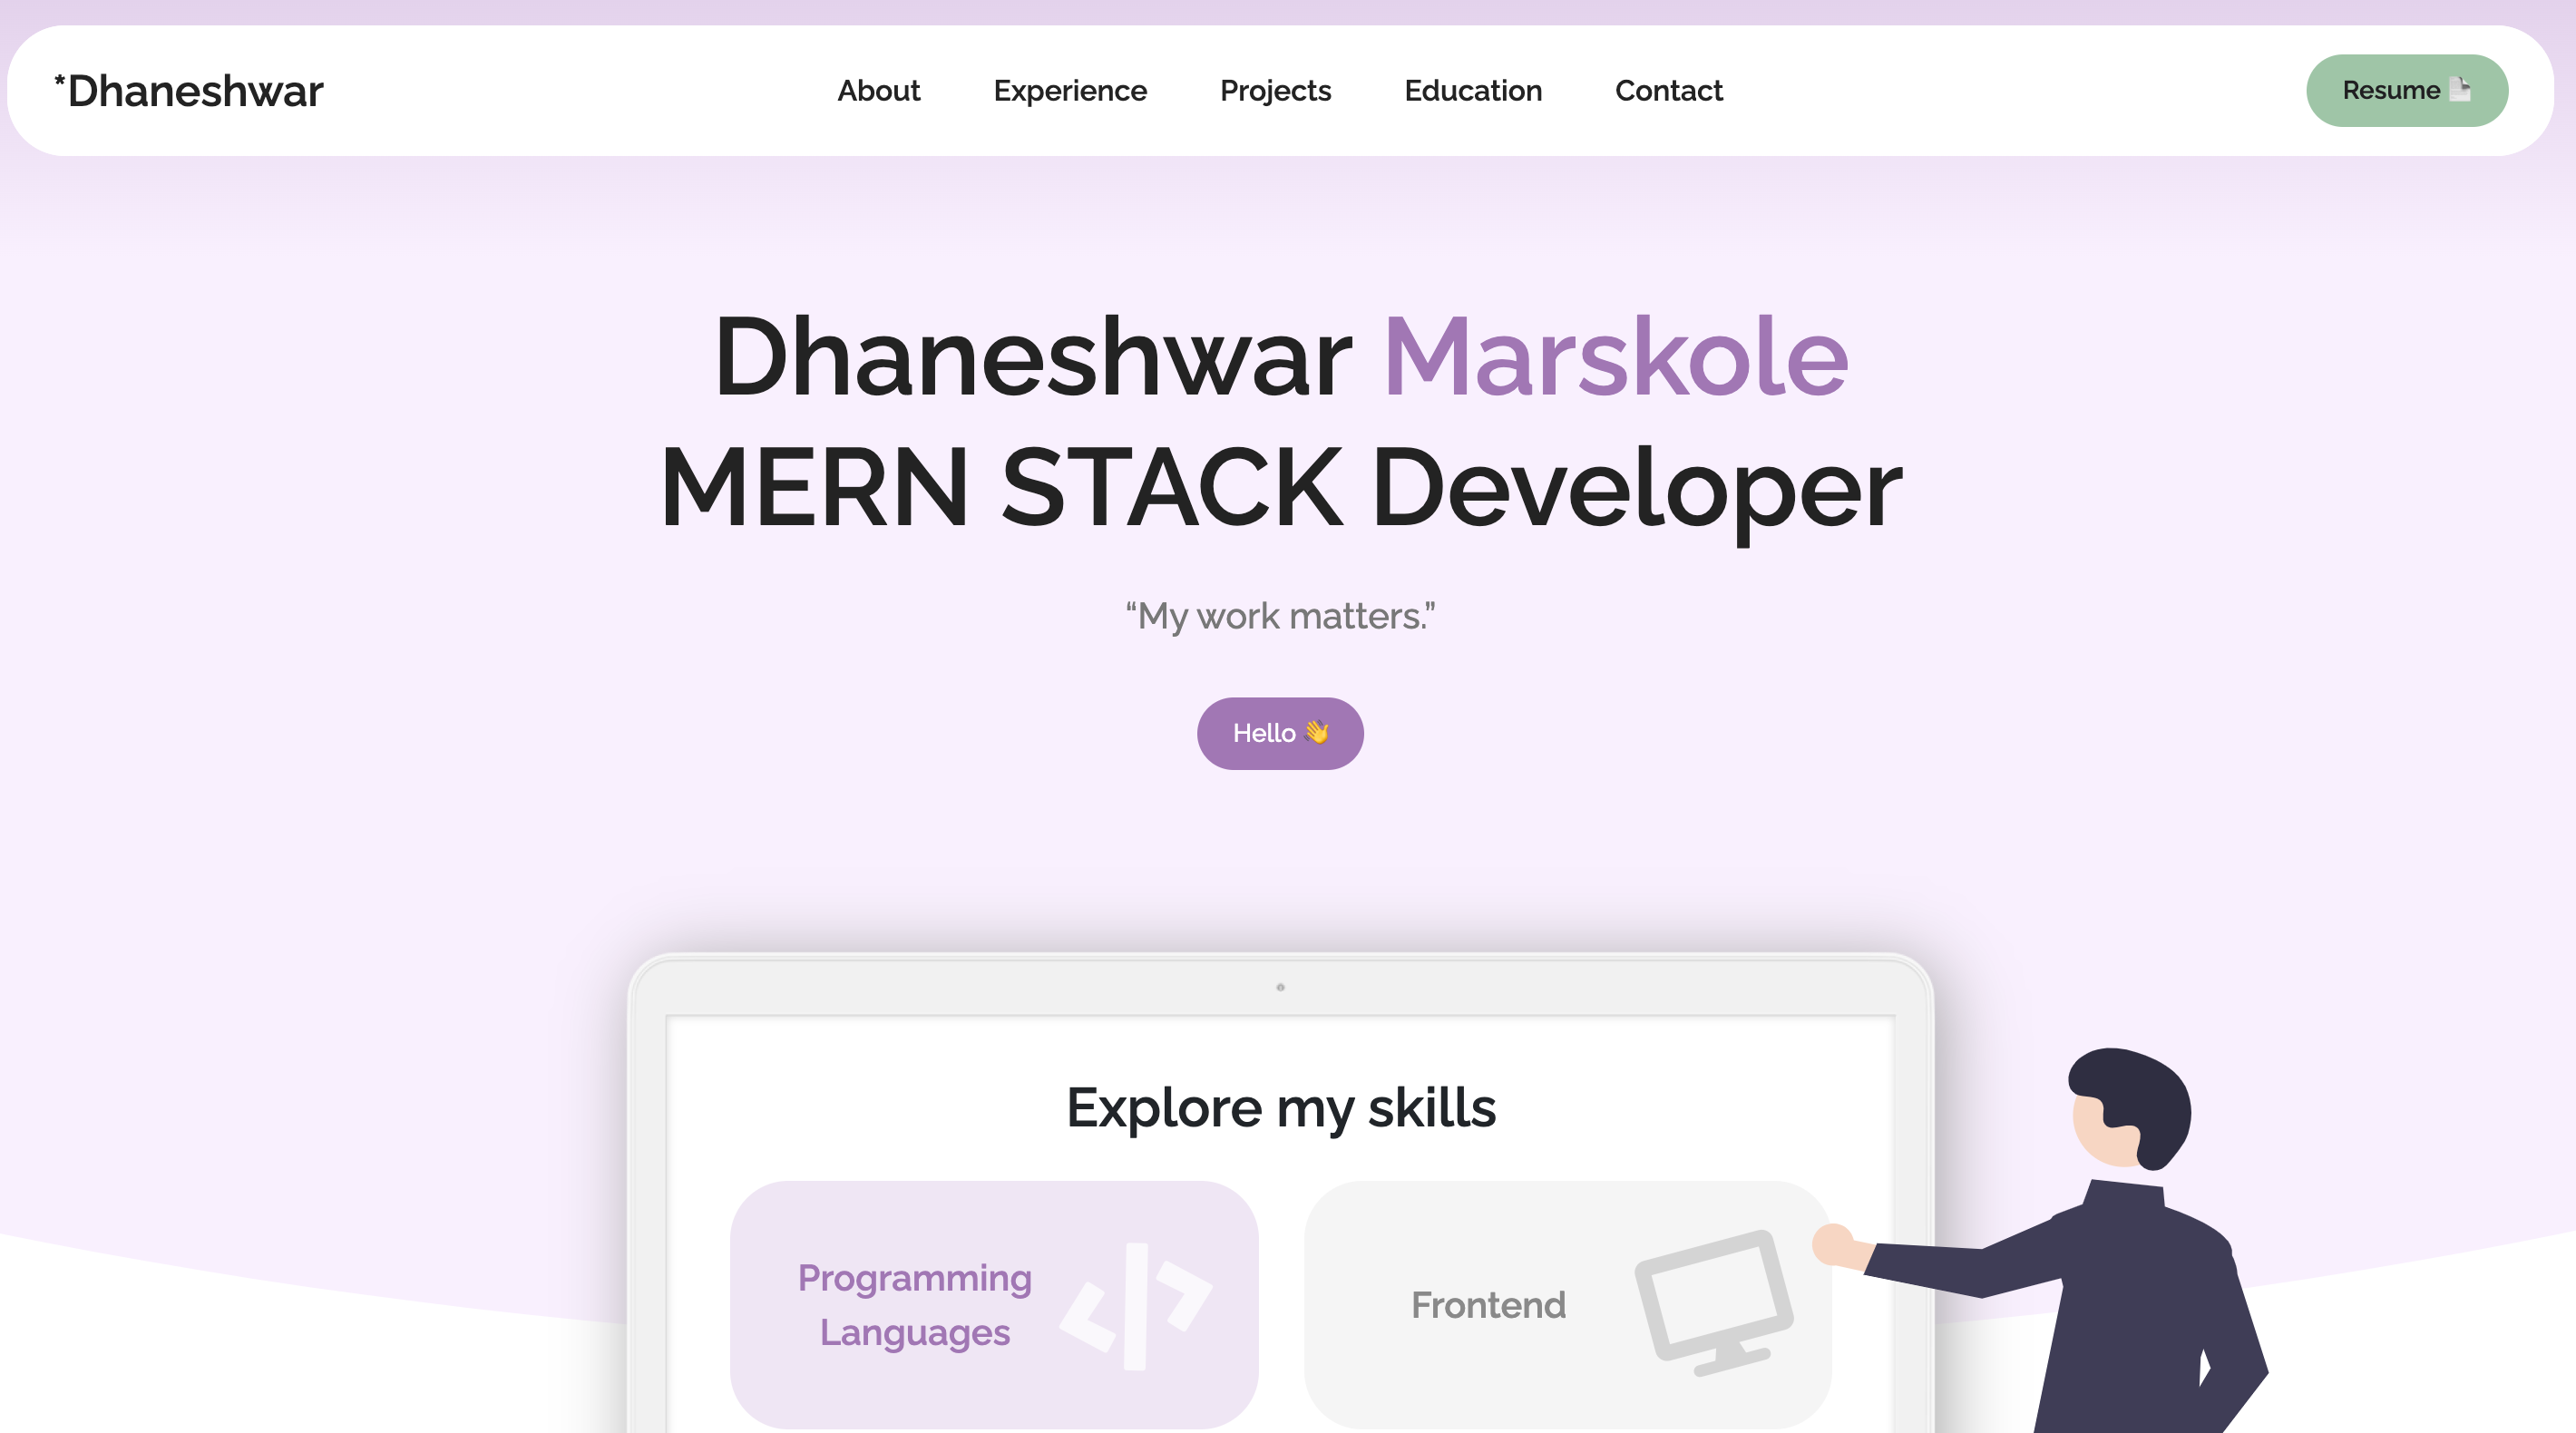 *Dhaneshwar
About
Experience
Projects
Education
Contact
Resume
Dhaneshwar Marskole
MERN STACK Developer
“My work matters.”
Hello 👋
Explore my skills
Programming
Languages
Frontend